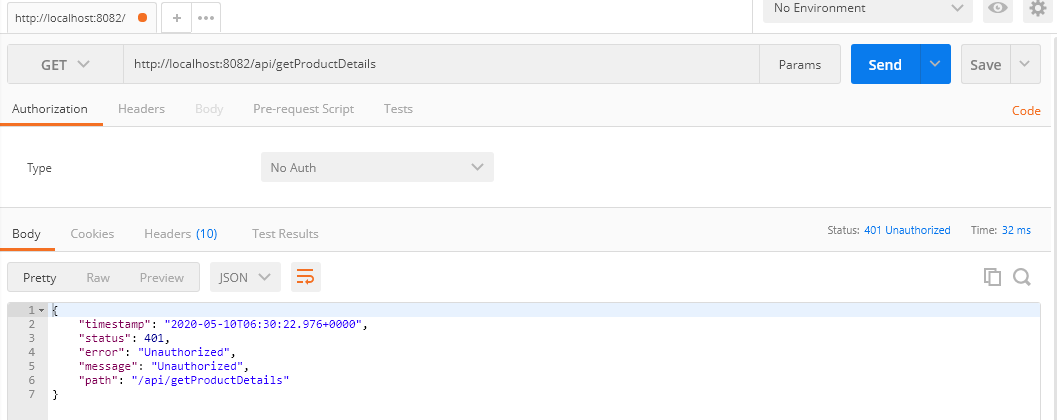 http://localhost:8082/ + ••• No Environment
GET http://localhost:8082/api/getProductDetails Params Send Save
Authorization Headers Body Pre-request Script Tests Code
Type No Auth
Body Cookies Headers (10) Test Results Status: 401 Unauthorized Time: 32 ms
Pretty Raw Preview JSON
1 {
2 "timestamp": "2020-05-10T06:30:22.976+0000",
3 "status": 401,
4 "error": "Unauthorized",
5 "message": "Unauthorized",
6 "path": "/api/getProductDetails"
7 }